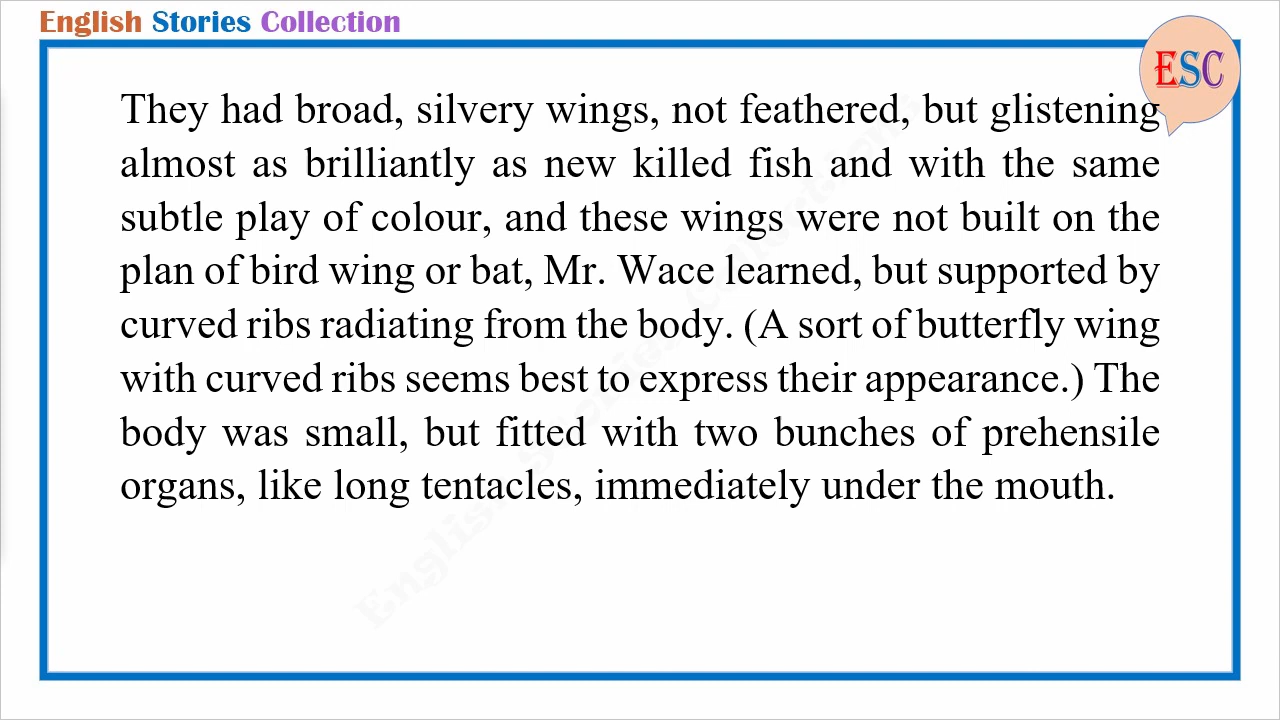 English Stories Collection
ESC
They had broad, silvery wings, not feathered, but glistening
almost as brilliantly as new killed fish and with the same
subtle play of colour, and these wings were not built on the
plan of bird wing or bat, Mr. Wace learned, but supported by
curved ribs radiating from the body. (A sort of butterfly wing
with curved ribs seems best to express their appearance.) The
body was small, but fitted with two bunches of prehensile
organs, like long tentacles, immediately under the mouth.
English Stories Collections